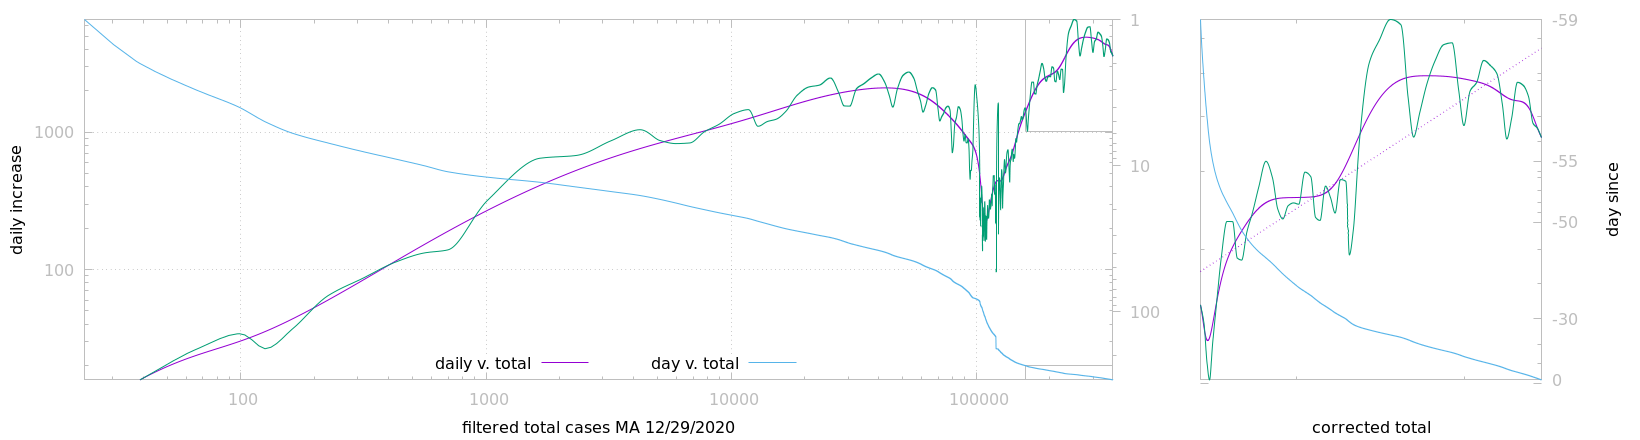 1
-59
1000
10
-55
daily increase
-50
day since
100
100
-30
daily v. total
day v. total
0
100
1000
10000
100000
filtered total cases MA 12/29/2020
corrected total